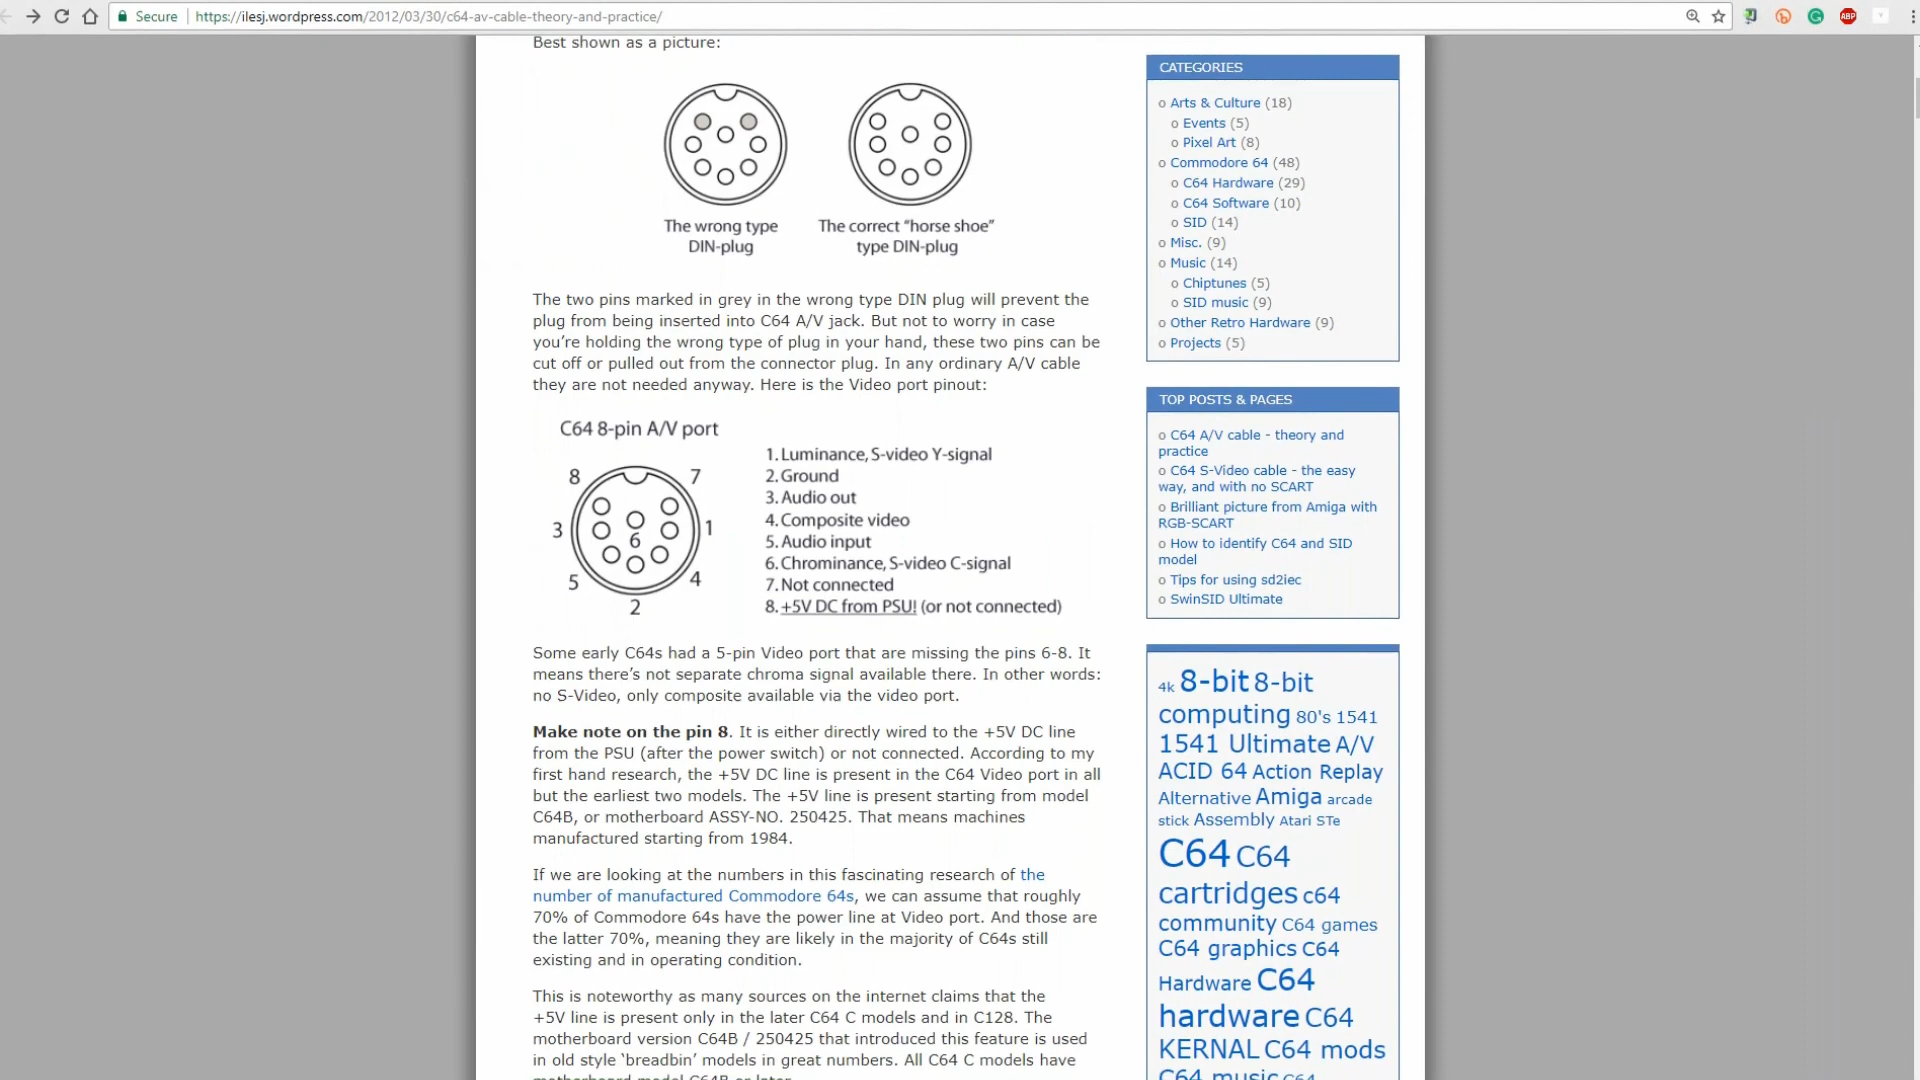 Secure
https://ilesj.wordpress.com/2012/03/30/c64-av-cable-theory-and-practice/
ABP
Best shown as a picture:
The wrong type
DIN-plug
The correct "horse shoe"
type DIN-plug
The two pins marked in grey in the wrong type DIN plug will prevent the
plug from being inserted into C64 A/V jack. But not to worry in case
you're holding the wrong type of plug in your hand, these two pins can be
cut off or pulled out from the connector plug. In any ordinary A/V cable
they are not needed anyway. Here is the Video port pinout:
C64 8-pin A/V port
8
7
3
1
6
5
4
2
1. Luminance, S-video Y-signal
2. Ground
3. Audio out
4. Composite video
5. Audio input
6. Chrominance, S-video C-signal
7. Not connected
8. +5V DC from PSU! (or not connected)
Some early C64s had a 5-pin Video port that are missing the pins 6-8. It
means there's not separate chroma signal available there. In other words:
no S-Video, only composite available via the video port.
Make note on the pin 8. It is either directly wired to the +5V DC line
from the PSU (after the power switch) or not connected. According to my
first hand research, the +5V DC line is present in the C64 Video port in all
but the earliest two models. The +5V line is present starting from model
C64B, or motherboard ASSY-NO. 250425. That means machines
manufactured starting from 1984.
If we are looking at the numbers in this fascinating research of the
number of manufactured Commodore 64s, we can assume that roughly
70% of Commodore 64s have the power line at Video port. And those are
the latter 70%, meaning they are likely in the majority of C64s still
existing and in operating condition.
This is noteworthy as many sources on the internet claims that the
+5V line is present only in the later C64 C models and in C128. The
motherboard version C64B / 250425 that introduced this feature is used
in old style 'breadbin' models in great numbers. All C64 C models have
motherboard model C64B or later.
CATEGORIES
o Arts & Culture (18)
o Events (5)
o Pixel Art (8)
o Commodore 64 (48)
o C64 Hardware (29)
o C64 Software (10)
o SID (14)
o Misc. (9)
o Music (14)
o Chiptunes (5)
o SID music (9)
o Other Retro Hardware (9)
o Projects (5)
TOP POSTS & PAGES
o C64 A/V cable - theory and
practice
o C64 S-Video cable - the easy
way, and with no SCART
o Brilliant picture from Amiga with
RGB-SCART
o How to identify C64 and SID
model
o Tips for using sd2iec
o SwinSID Ultimate
4k 8-bit 8-bit
computing 80's 1541
1541 Ultimate A/V
ACID 64 Action Replay
Alternative Amiga arcade
stick Assembly Atari STe
C64 C64
cartridges c64
community C64 games
C64 graphics C64
Hardware C64
hardware C64
KERNAL C64 mods
C64 music C64